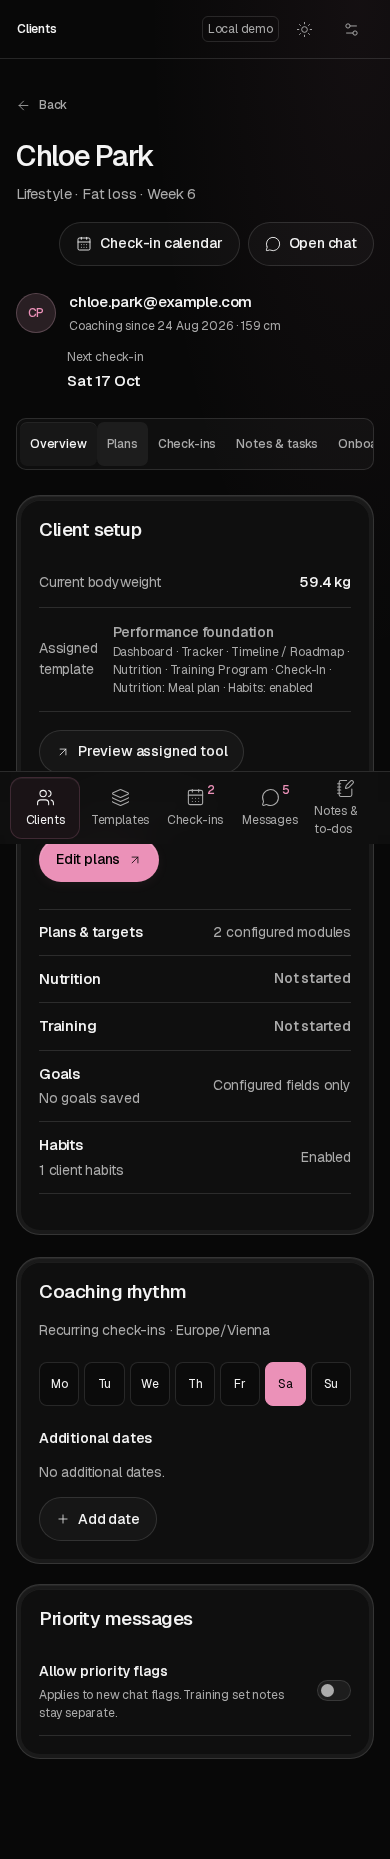 Clients
Local demo
Back
Chloe Park
Lifestyle · Fat loss · Week 6
Check-in calendar
Open chat
CP
chloe.park@example.com
Coaching since 24 Aug 2026 · 159 cm
Next check-in
Sat 17 Oct
Overview
Plans
Check-ins
Notes & tasks
Onboa
Client setup
Current bodyweight
59.4 kg
Assigned
template
Performance foundation
Dashboard · Tracker · Timeline / Roadmap ·
Nutrition · Training Program · Check-In ·
Nutrition: Meal plan · Habits: enabled
Preview assigned tool
Clients
Templates
2
Check-ins
5
Messages
Notes &
to-dos
Edit plans
Plans & targets
2 configured modules
Nutrition
Not started
Training
Not started
Goals
No goals saved
Configured fields only
Habits
1 client habits
Enabled
Coaching rhythm
Recurring check-ins · Europe/Vienna
Mo
Tu
We
Th
Fr
Sa
Su
Additional dates
No additional dates.
Add date
Priority messages
Allow priority flags
Applies to new chat flags. Training set notes
stay separate.